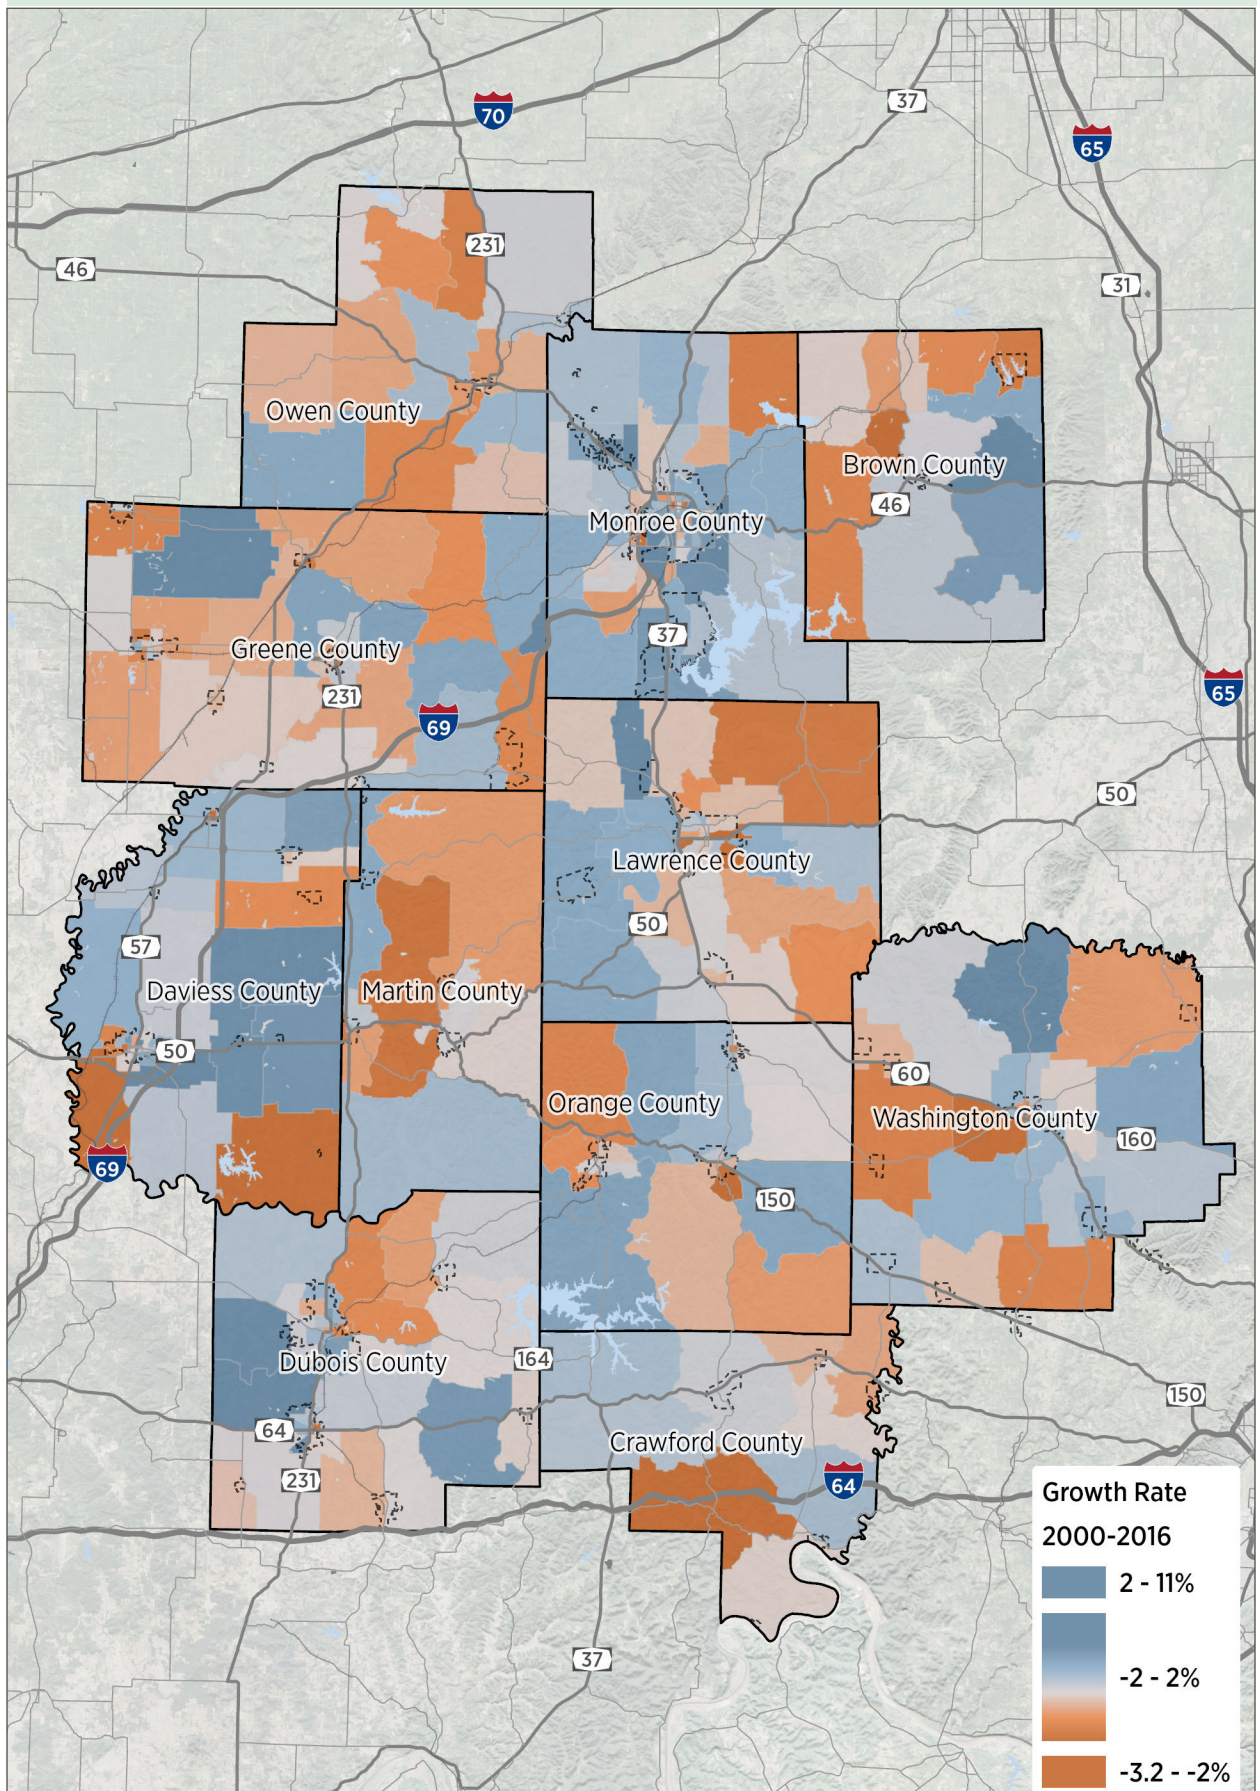 70
37
65
231
46
31
Owen County
Brown County
46
Monroe County
37
Greene County
231
65
69
50
Lawrence County
50
57
Daviess County
Martin County
50
60
Orange County
Washington County
160
69
150
Dubois County
164
150
64
Crawford County
231
64
37
Growth Rate
2000-2016
2 - 11%
-2 - 2%
-3.2 - -2%